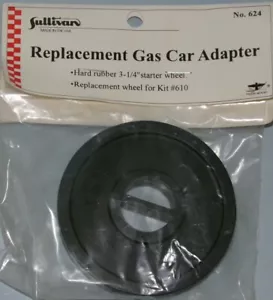 Sullivan
No. 624
Replacement Gas Car Adapter
•Hard rubber 3-1/4" starter wheel
•Replacement wheel for Kit #610